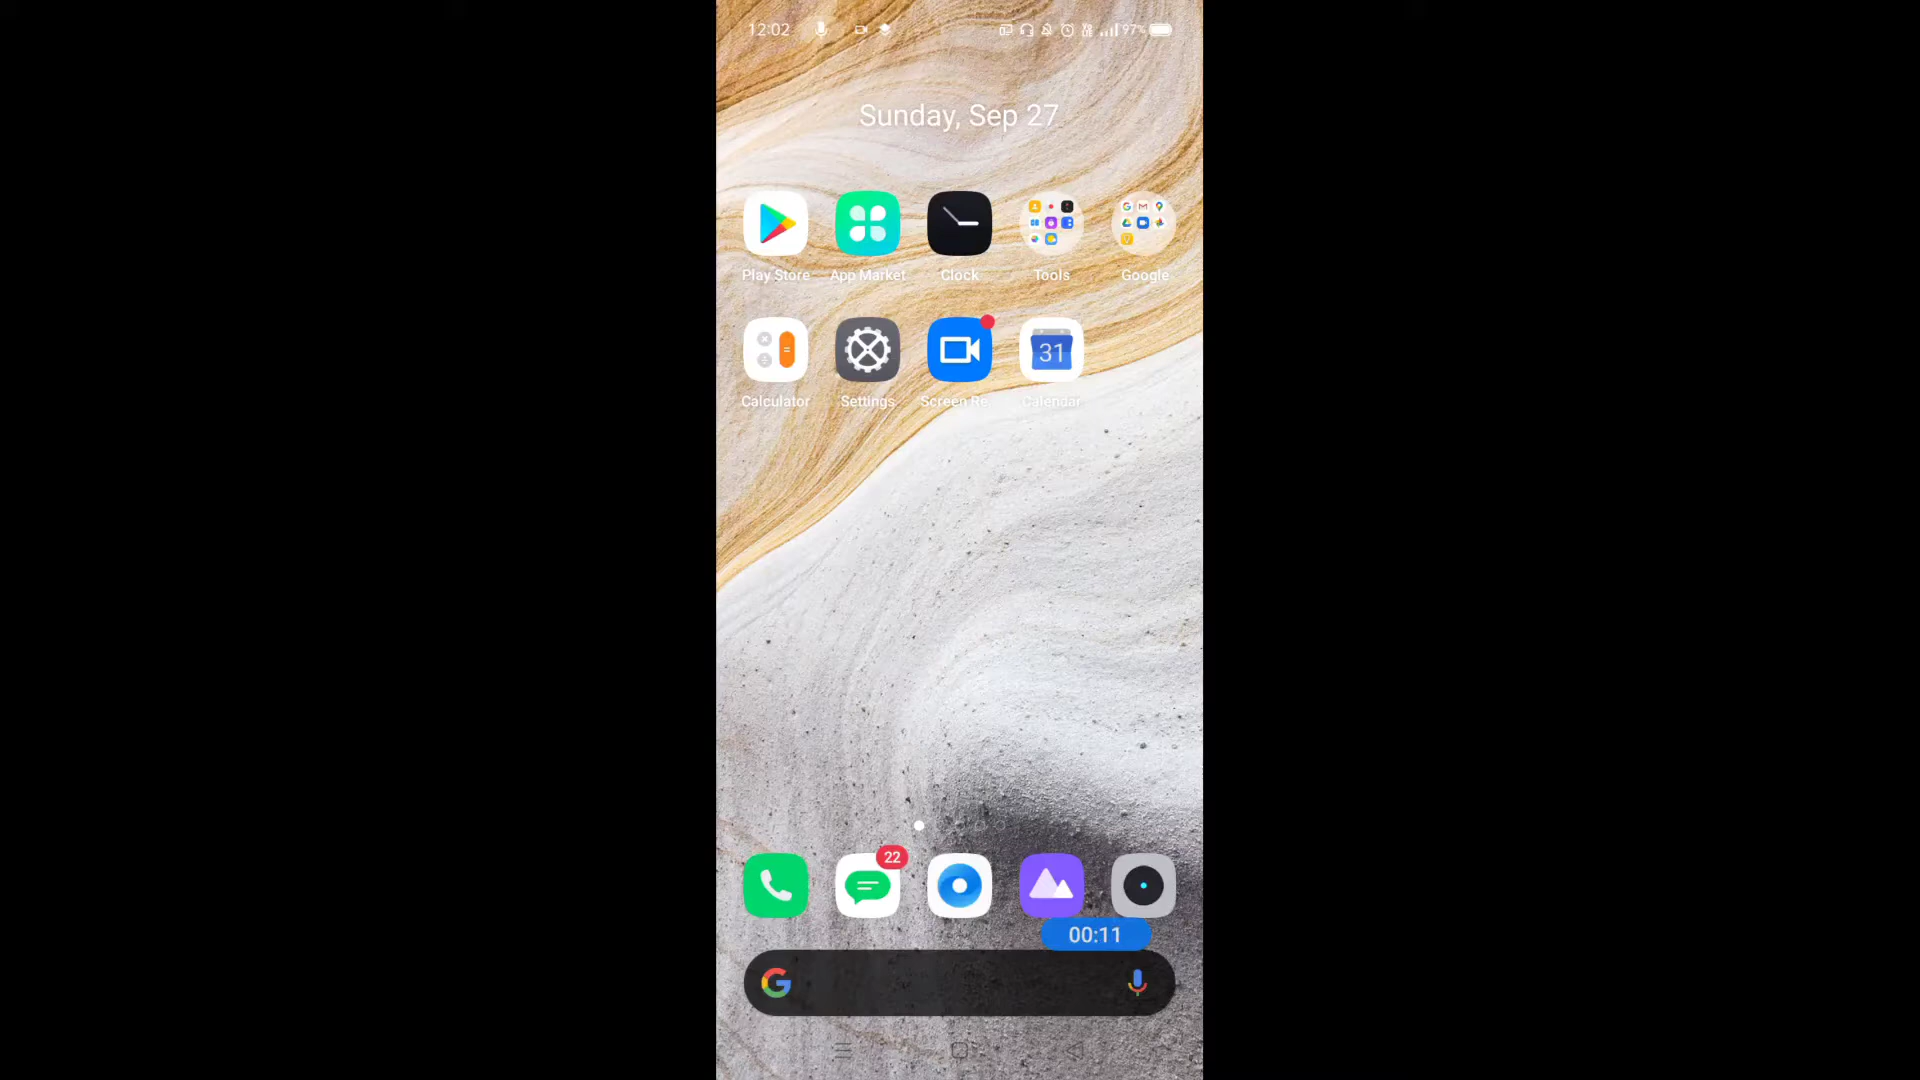 12:02 97%
Sunday, Sep 27
Play Store App Market Clock Tools Google
31
Calculator Settings Screen Re Calendar
22
00:11